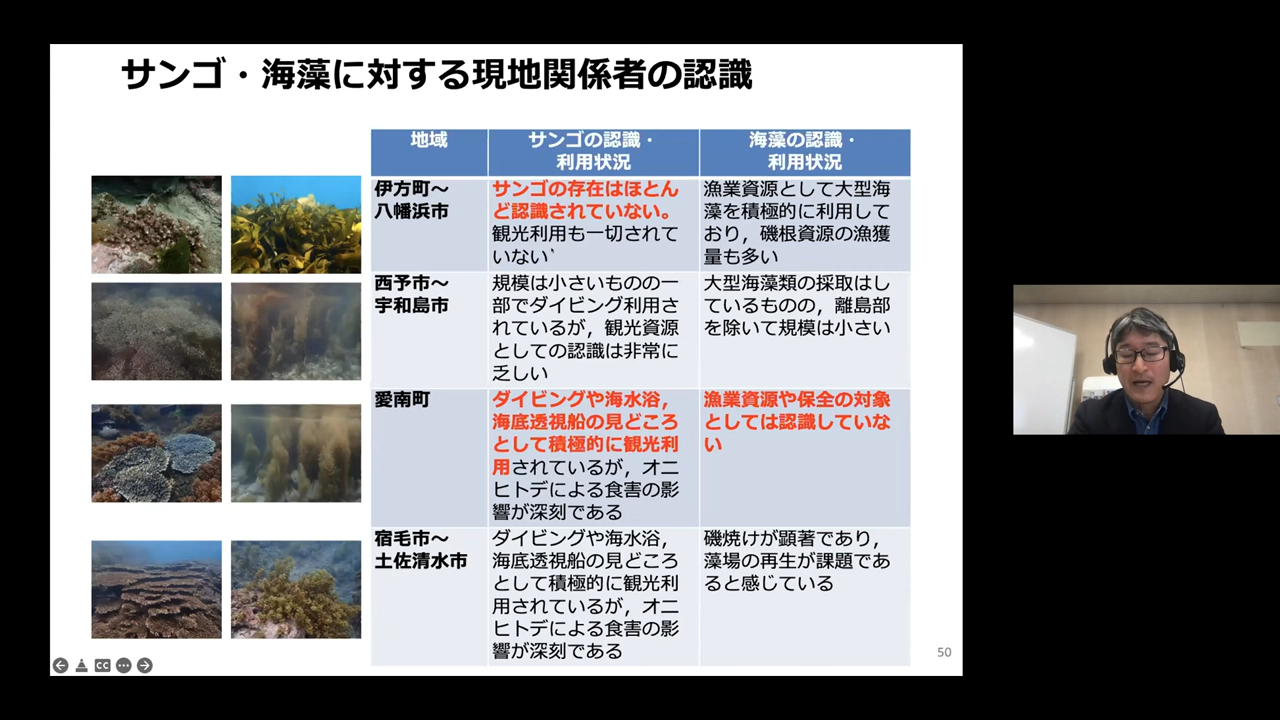 サンゴ・海藻に対する現地関係者の認識
地域
サンゴの認識・
利用状況
海藻の認識・
利用状況
伊方町～
八幡浜市
サンゴの存在はほとん
ど認識されていない。
観光利用も一切されて
いない
漁業資源として大型海
藻を積極的に利用して
おり，磯根資源の漁獲
量も多い
西予市～
宇和島市
規模は小さいものの一
部でダイビング利用さ
れているが，観光資源
としての認識は非常に
乏しい
大型海藻類の採取はし
ているものの，離島部
を除いて規模は小さい
愛南町
ダイビングや海水浴，
海底透視船の見どころ
として積極的に観光利
用されているが，オニ
ヒトデによる食害の影
響が深刻である
漁業資源や保全の対象
としては認識していな
い
宿毛市～
土佐清水市
ダイビングや海水浴，
海底透視船の見どころ
として積極的に観光利
用されているが，オニ
ヒトデによる食害の影
響が深刻である
磯焼けが顕著であり，
藻場の再生が課題であ
ると感じている
CC
50